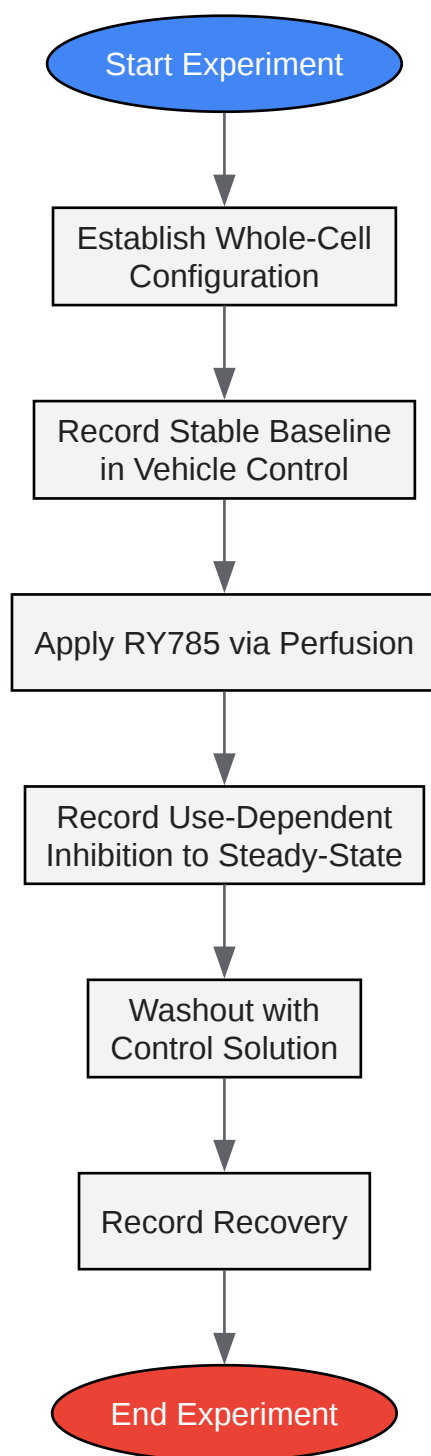 Start Experiment
Establish Whole-Cell
Configuration
Record Stable Baseline
in Vehicle Control
Apply RY785 via Perfusion
Record Use-Dependent
Inhibition to Steady-State
Washout with
Control Solution
Record Recovery
End Experiment